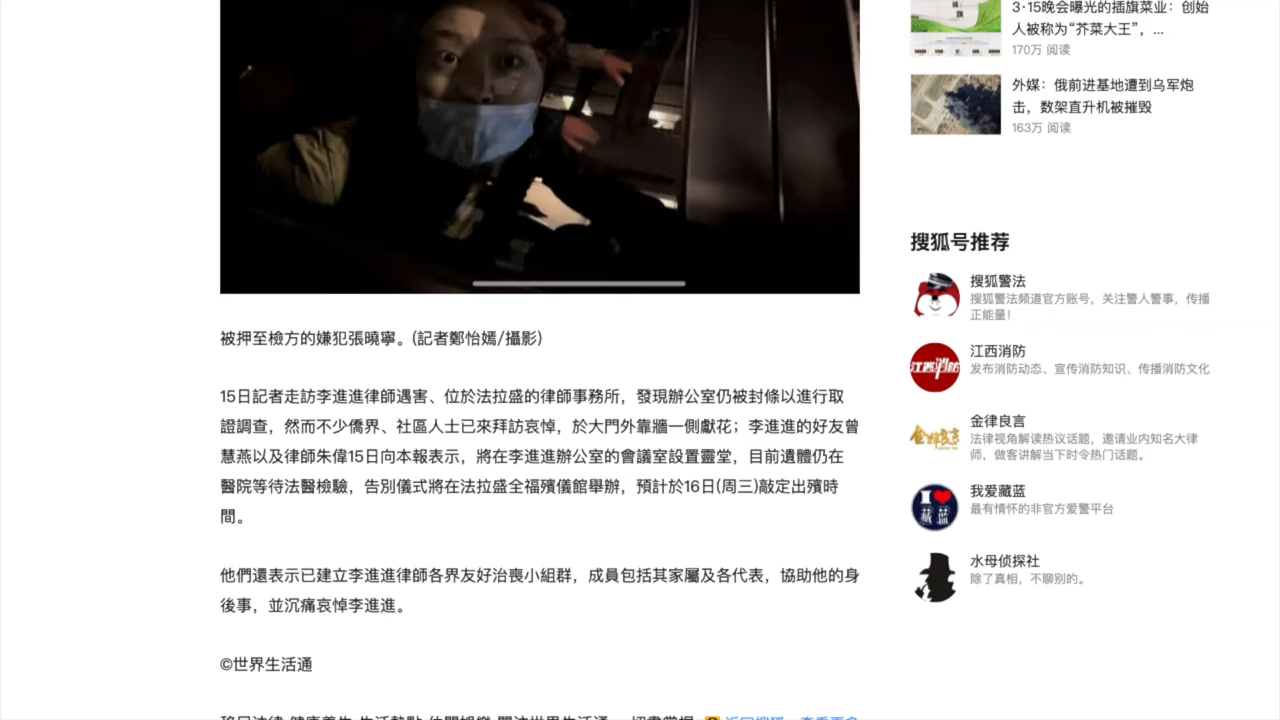 被押至檢方的嫌犯張曉寧。(記者鄭怡嫣/攝影)
15日記者走訪李進進律師遇害、位於法拉盛的律師事務所，發現辦公室仍被封條以進行取
證調查，然而不少僑界、社區人士已來拜訪哀悼，於大門外靠牆一側獻花；李進進的好友曾
慧燕以及律師朱偉15日向本報表示，將在李進進辦公室的會議室設置靈堂，目前遺體仍在
醫院等待法醫檢驗，告別儀式將在法拉盛全福殯儀館舉辦，預計於16日(周三)敲定出殯時
間。
他們還表示已建立李進進律師各界友好治喪小組群，成員包括其家屬及各代表，協助他的身
後事，並沉痛哀悼李進進。
©世界生活通
3·15晚会曝光的插旗菜业：创始
人被称为“芥菜大王”，...
170万 阅读
外媒：俄前进基地遭到乌军炮
击，数架直升机被摧毁
163万 阅读
搜狐号推荐
搜狐警法
搜狐警法频道官方账号，关注警人警事，传播
正能量！
江西消防
江西消防
发布消防动态、宣传消防知识、传播消防文化
金律良言
金律良言
法律视角解读热议话题，邀请业内知名大律
师，做客讲解当下时令热门话题。
I
藏 蓝
我爱藏蓝
最有情怀的非官方爱警平台
水母侦探社
除了真相，不聊别的。